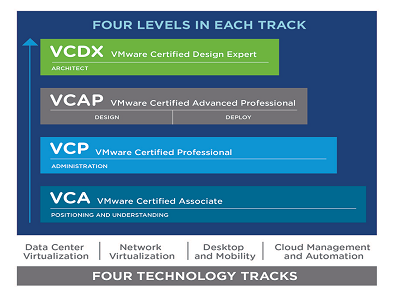 FOUR LEVELS IN EACH TRACK
VCDX VMware Certified Design Expert
ARCHITECT
VCAP VMware Certified Advanced Professional
DESIGN DEPLOY
VCP VMware Certified Professional
ADMINISTRATION
VCA VMware Certified Associate
POSITIONING AND UNDERSTANDING
Data Center Network Desktop Cloud Management
Virtualization Virtualization and Mobility and Automation
FOUR TECHNOLOGY TRACKS